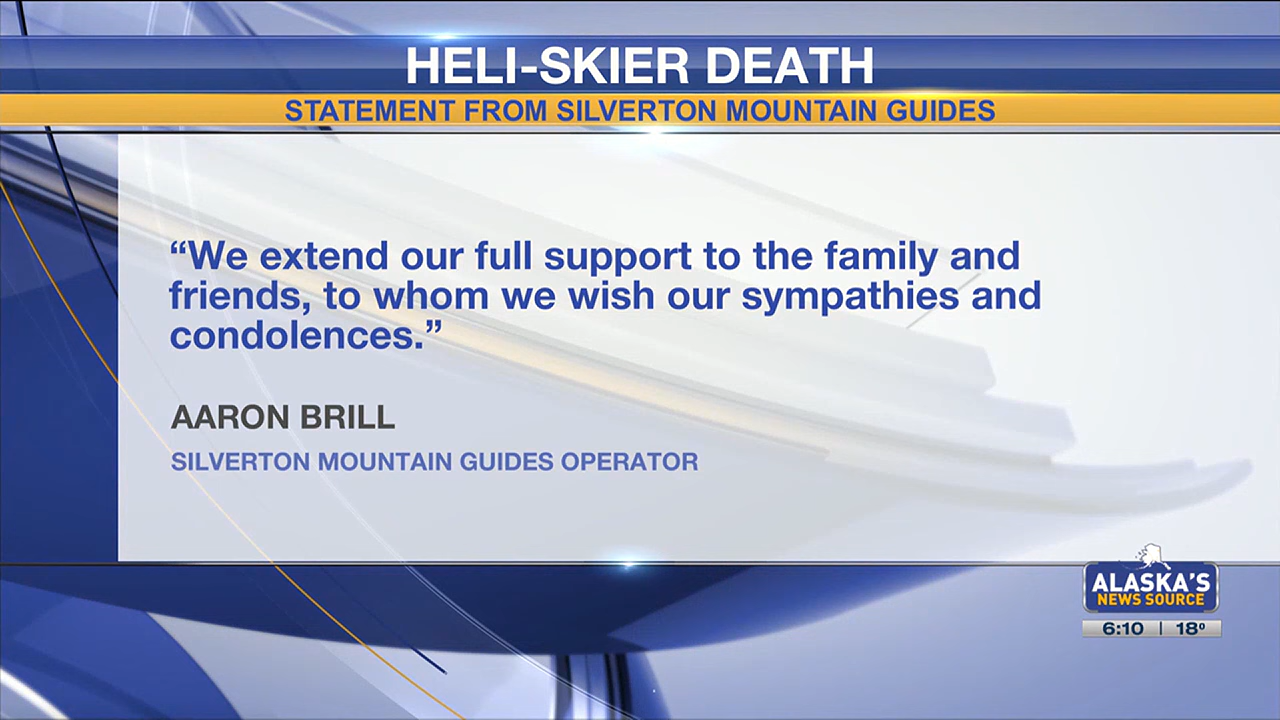 HELI-SKIER DEATH
STATEMENT FROM SILVERTON MOUNTAIN GUIDES
“We extend our full support to the family and
friends, to whom we wish our sympathies and
condolences.”
AARON BRILL
SILVERTON MOUNTAIN GUIDES OPERATOR
ALASKA'S
NEWS SOURCE
6:10 | 18º